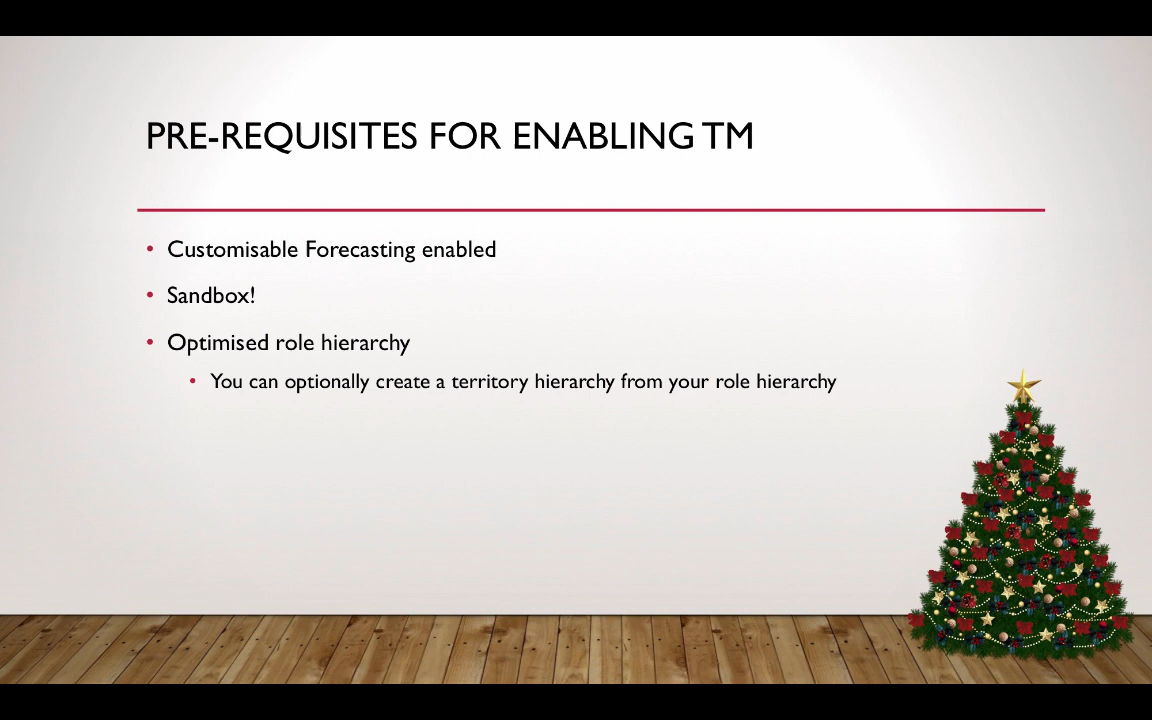 PRE-REQUISITES FOR ENABLING TM
• Customisable Forecasting enabled
• Sandbox!
• Optimised role hierarchy
• You can optionally create a territory hierarchy from your role hierarchy